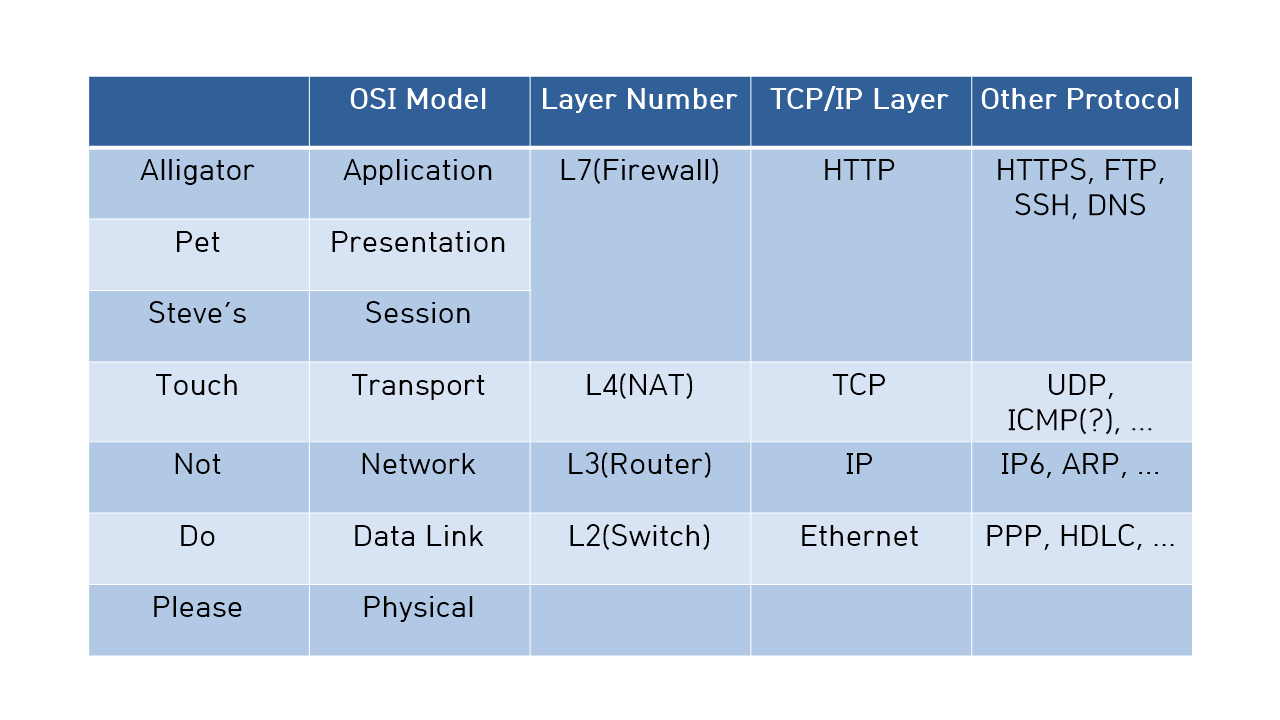 OSI Model Layer Number TCP/IP Layer Other Protocol
Alligator Application L7(Firewall) HTTP HTTPS, FTP,
SSH, DNS
Pet Presentation
Steve´s Session
Touch Transport L4(NAT) TCP UDP,
ICMP(?), ...
Not Network L3(Router) IP IP6, ARP, ...
Do Data Link L2(Switch) Ethernet PPP, HDLC, ...
Please Physical